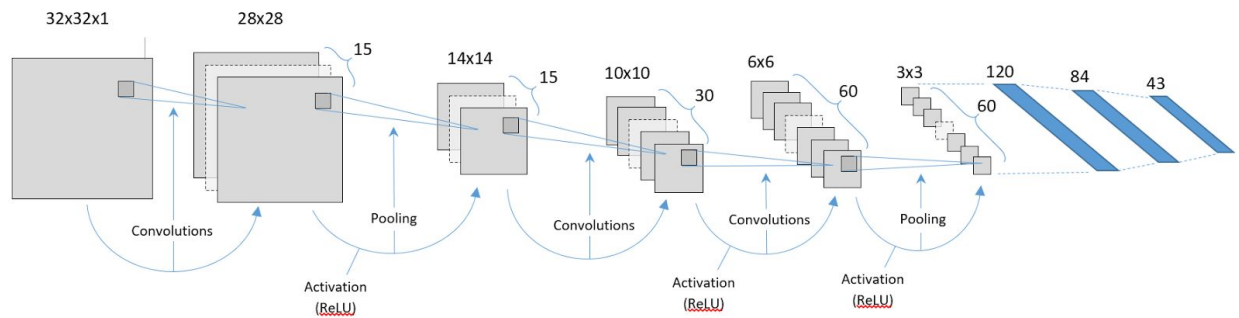 32x32x1
28x28
15
14x14
15
10x10
30
6x6
60
3x3
60
120
84
43
Convolutions
Pooling
Convolutions
Convolutions
Pooling
Activation
(ReLU)
Activation
(ReLU)
Activation
(ReLU)